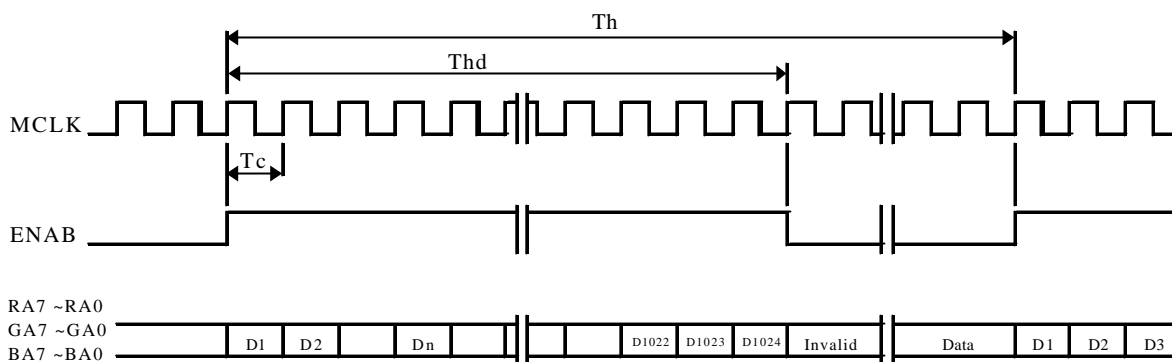 Th
Thd
MCLK
Tc
ENAB
RA7 ~RA0
GA7 ~GA0
BA7 ~BA0
D1 D2 Dn D1022 D1023 D1024 Invalid Data D1 D2 D3